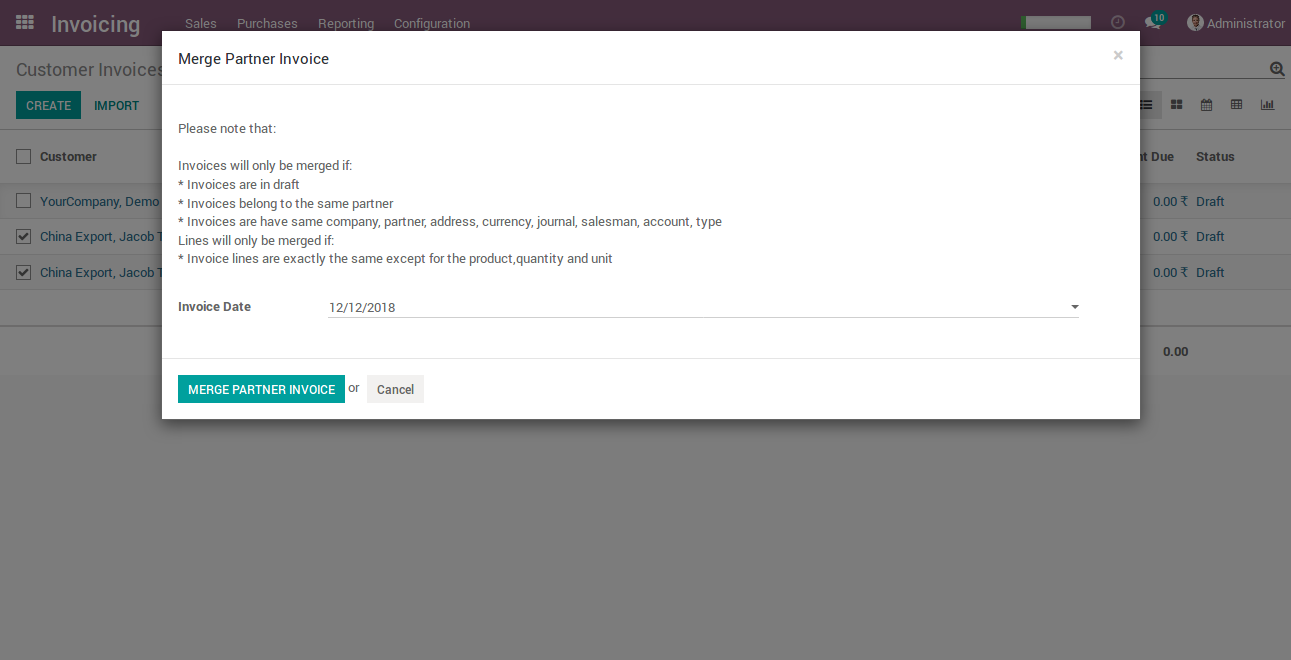 Invoicing Sales Purchases Reporting Configuration 10 Administrator
Merge Partner Invoice ×
Customer Invoices
CREATE IMPORT
Please note that:
Customer Due Status
Invoices will only be merged if:
* Invoices are in draft
* Invoices belong to the same partner
* Invoices are have same company, partner, address, currency, journal, salesman, account, type
Lines will only be merged if:
* Invoice lines are exactly the same except for the product,quantity and unit
YourCompany, Demo 0.00 ₹ Draft
China Export, Jacob 0.00 ₹ Draft
China Export, Jacob 0.00 ₹ Draft
Invoice Date 12/12/2018
0.00
MERGE PARTNER INVOICE or Cancel